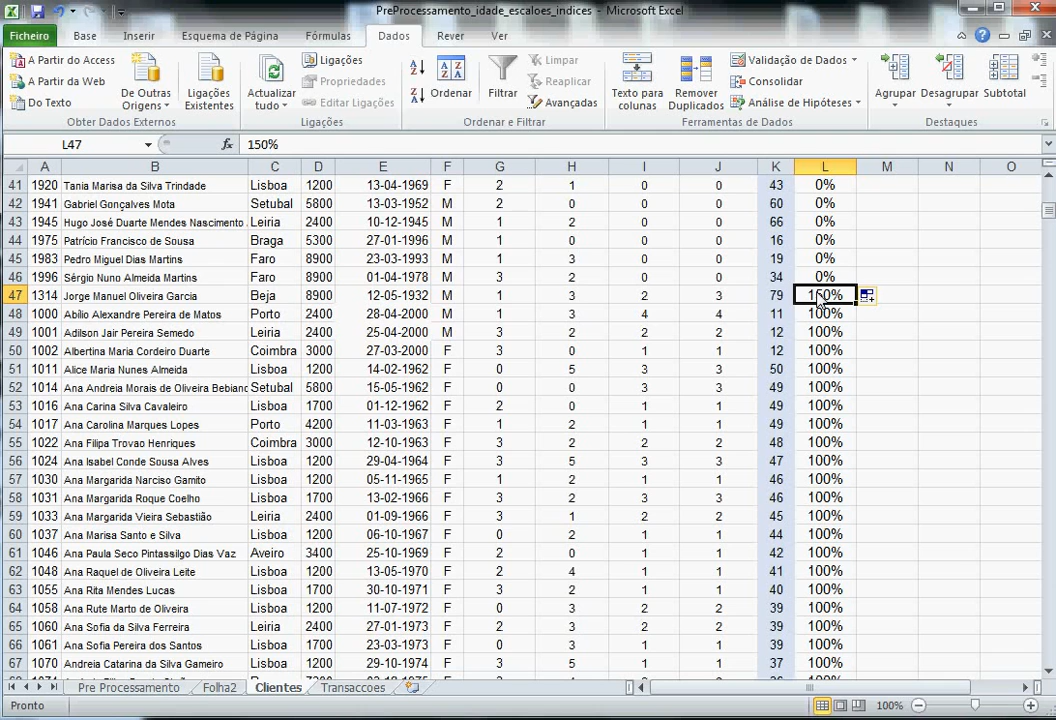 PreProcessamento_idade_escaloes_indices - Microsoft Excel
Ficheiro Base Inserir Esquema de Página Fórmulas Dados Rever Ver
A Partir do Access
A Partir da Web
Do Texto
De Outras Origens
Ligações Existentes
Obter Dados Externos
Actualizar tudo
Ligações
Propriedades
Editar Ligações
Ligações
Ordenar
Filtrar
Limpar
Reaplicar
Avançadas
Ordenar e Filtrar
Texto para colunas
Remover Duplicados
Validação de Dados
Consolidar
Análise de Hipóteses
Ferramentas de Dados
Agrupar
Desagrupar
Subtotal
Destaques
L47 fx 150%
A B C D E F G H I J K L M N O
41 1920 Tania Marisa da Silva Trindade Lisboa 1200 13-04-1969 F 2 1 0 0 43 0%
42 1941 Gabriel Gonçalves Mota Setubal 5800 13-03-1952 M 2 0 0 0 60 0%
43 1945 Hugo José Duarte Mendes Nascimento Leiria 2400 10-12-1945 M 1 2 0 0 66 0%
44 1975 Patrício Francisco de Sousa Braga 5300 27-01-1996 M 1 0 0 0 16 0%
45 1983 Pedro Miguel Dias Martins Faro 8900 23-03-1993 M 1 3 0 0 19 0%
46 1996 Sérgio Nuno Almeida Martins Faro 8900 01-04-1978 M 3 2 0 0 34 0%
47 1314 Jorge Manuel Oliveira Garcia Beja 8900 12-05-1932 M 1 3 2 3 79 150%
48 1000 Abílio Alexandre Pereira de Matos Porto 2400 28-04-2000 M 1 3 4 4 11 100%
49 1001 Adilson Jair Pereira Semedo Leiria 2400 25-04-2000 M 3 2 2 2 12 100%
50 1002 Albertina Maria Cordeiro Duarte Coimbra 3000 27-03-2000 F 3 0 1 1 12 100%
51 1011 Alice Maria Nunes Almeida Lisboa 1200 14-02-1962 F 0 5 3 3 50 100%
52 1014 Ana Andreia Morais de Oliveira Bebianc Setubal 5800 15-05-1962 F 0 0 3 3 49 100%
53 1016 Ana Carina Silva Cavaleiro Lisboa 1700 01-12-1962 F 2 0 1 1 49 100%
54 1017 Ana Carolina Marques Lopes Porto 4200 11-03-1963 F 1 2 1 1 49 100%
55 1022 Ana Filipa Trovao Henriques Coimbra 3000 12-10-1963 F 3 2 2 2 48 100%
56 1024 Ana Isabel Conde Sousa Alves Lisboa 1200 29-04-1964 F 3 5 3 3 47 100%
57 1030 Ana Margarida Narciso Gamito Lisboa 1200 05-11-1965 F 1 2 1 1 46 100%
58 1031 Ana Margarida Roque Coelho Lisboa 1700 13-02-1966 F 3 2 3 3 46 100%
59 1033 Ana Margarida Vieira Sebastião Leiria 2400 01-09-1966 F 3 1 2 2 45 100%
60 1037 Ana Marisa Santo e Silva Lisboa 1200 06-10-1967 F 0 2 1 1 44 100%
61 1046 Ana Paula Seco Pintassilgo Dias Vaz Aveiro 3400 25-10-1969 F 2 0 1 1 42 100%
62 1048 Ana Raquel de Oliveira Leite Lisboa 1200 13-05-1970 F 2 4 1 1 41 100%
63 1055 Ana Rita Mendes Lucas Lisboa 1700 30-10-1971 F 3 2 1 1 40 100%
64 1058 Ana Rute Marto de Oliveira Lisboa 1200 11-07-1972 F 0 3 2 2 39 100%
65 1060 Ana Sofia da Silva Ferreira Leiria 2400 27-01-1973 F 2 3 2 2 39 100%
66 1061 Ana Sofia Pereira dos Santos Lisboa 1700 23-03-1973 F 0 3 1 1 39 100%
67 1070 Andreia Catarina da Silva Gameiro Lisboa 1200 29-10-1974 F 3 5 1 1 37 100%
Pre Processamento Folha2 Clientes Transaccoes
Pronto 100%